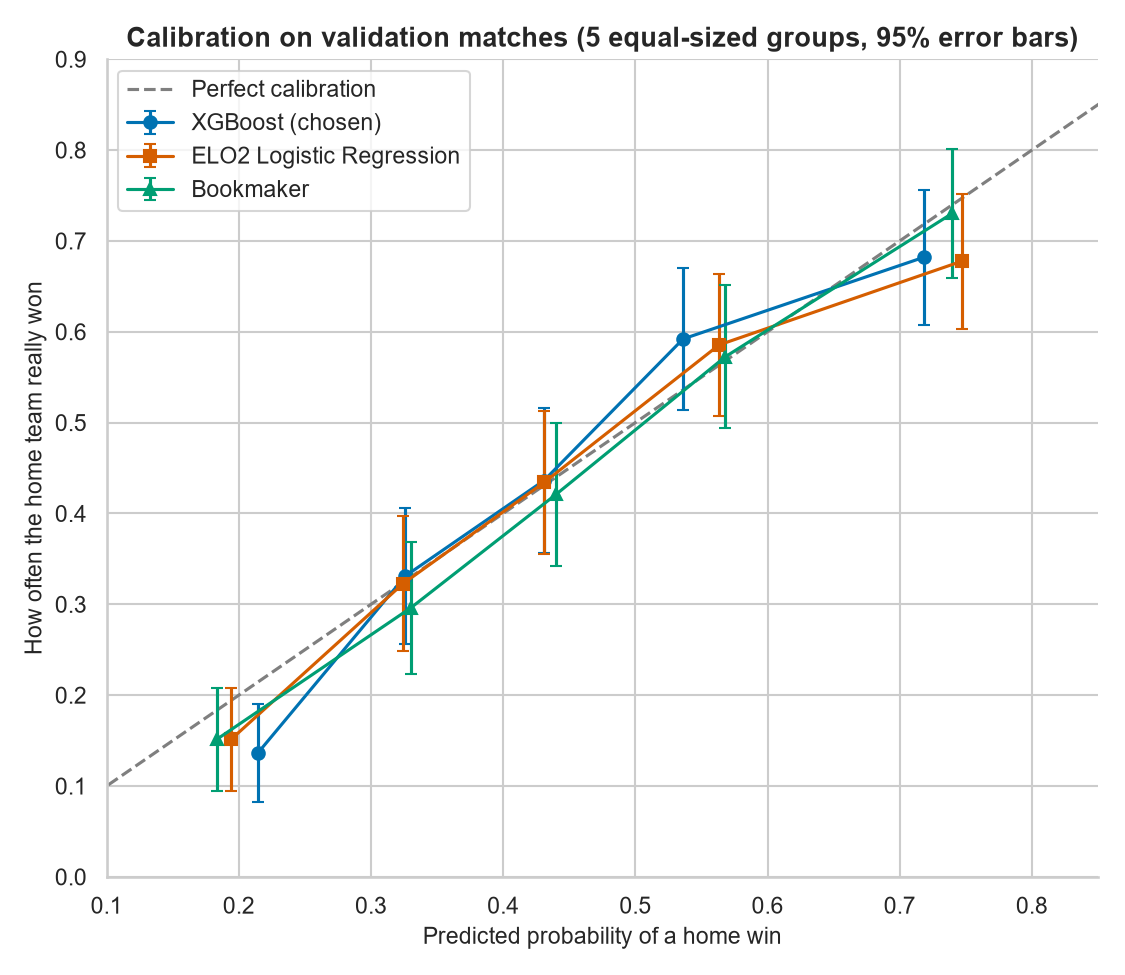 Calibration on validation matches (5 equal-sized groups, 95% error bars)
Perfect calibration
XGBoost (chosen)
ELO2 Logistic Regression
Bookmaker
How often the home team really won
0.9
0.8
0.7
0.6
0.5
0.4
0.3
0.2
0.1
0.0
0.1 0.2 0.3 0.4 0.5 0.6 0.7 0.8
Predicted probability of a home win